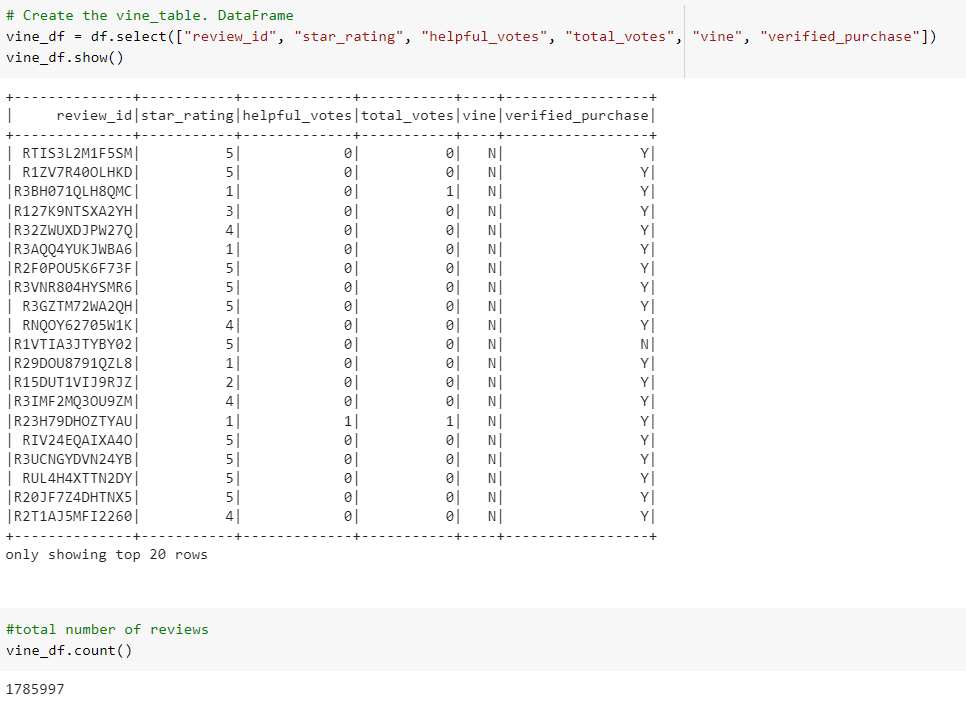 # Create the vine_table. DataFrame
vine_df = df.select(["review_id", "star_rating", "helpful_votes", "total_votes", "vine", "verified_purchase"])
vine_df.show()
+--------------+-----------+-------------+-----------+----+-----------------+
|     review_id|star_rating|helpful_votes|total_votes|vine|verified_purchase|
+--------------+-----------+-------------+-----------+----+-----------------+
| RTIS3L2M1F5SM|          5|            0|          0|   N|                Y|
| R1ZV7R40OLHKD|          5|            0|          0|   N|                Y|
|R3BH071QLH8QMC|          1|            0|          1|   N|                Y|
|R127K9NTSXA2YH|          3|            0|          0|   N|                Y|
|R32ZWUXDJPW27Q|          4|            0|          0|   N|                Y|
|R3AQQ4YUKJWBA6|          1|            0|          0|   N|                Y|
|R2F0POU5K6F73F|          5|            0|          0|   N|                Y|
|R3VNR804HYSMR6|          5|            0|          0|   N|                Y|
| R3GZTM72WA2QH|          5|            0|          0|   N|                Y|
| RNQOY62705W1K|          4|            0|          0|   N|                Y|
|R1VTIA3JTYBY02|          5|            0|          0|   N|                N|
|R29DOU8791QZL8|          1|            0|          0|   N|                Y|
|R15DUT1VIJ9RJZ|          2|            0|          0|   N|                Y|
|R3IMF2MQ3OU9ZM|          4|            0|          0|   N|                Y|
|R23H79DHOZTYAU|          1|            1|          1|   N|                Y|
| RIV24EQAIXA4O|          5|            0|          0|   N|                Y|
|R3UCNGYDVN24YB|          5|            0|          0|   N|                Y|
| RUL4H4XTTN2DY|          5|            0|          0|   N|                Y|
|R20JF7Z4DHTNX5|          5|            0|          0|   N|                Y|
|R2T1AJ5MFI2260|          4|            0|          0|   N|                Y|
+--------------+-----------+-------------+-----------+----+-----------------+
only showing top 20 rows
#total number of reviews
vine_df.count()
1785997